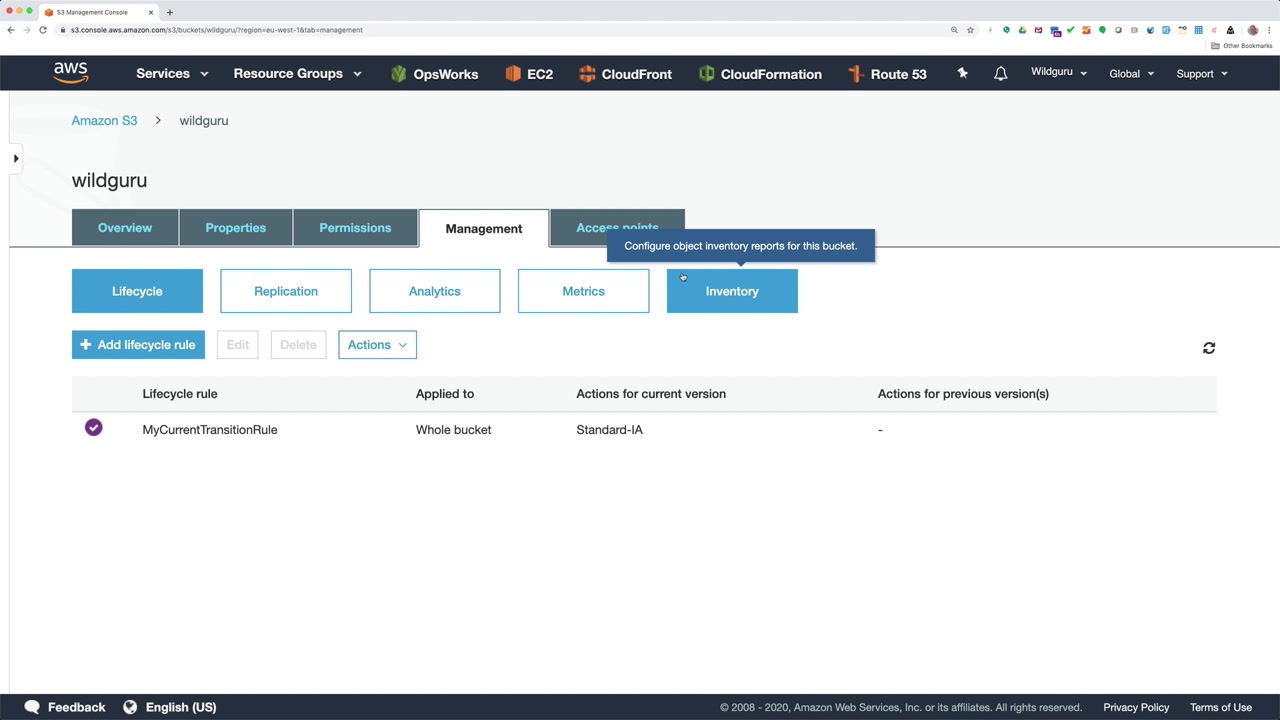 S3 Management Console
s3.console.aws.amazon.com/s3/buckets/wildguru/?region=eu-west-1&tab=management
Other Bookmarks
aws Services Resource Groups OpsWorks EC2 CloudFront CloudFormation Route 53 Wildguru Global Support
Amazon S3 > wildguru
wildguru
Overview Properties Permissions Management Access points
Configure object inventory reports for this bucket.
Lifecycle Replication Analytics Metrics Inventory
+ Add lifecycle rule Edit Delete Actions
Lifecycle rule Applied to Actions for current version Actions for previous version(s)
MyCurrentTransitionRule Whole bucket Standard-IA -
Feedback English (US) © 2008 - 2020, Amazon Web Services, Inc. or its affiliates. All rights reserved. Privacy Policy Terms of Use